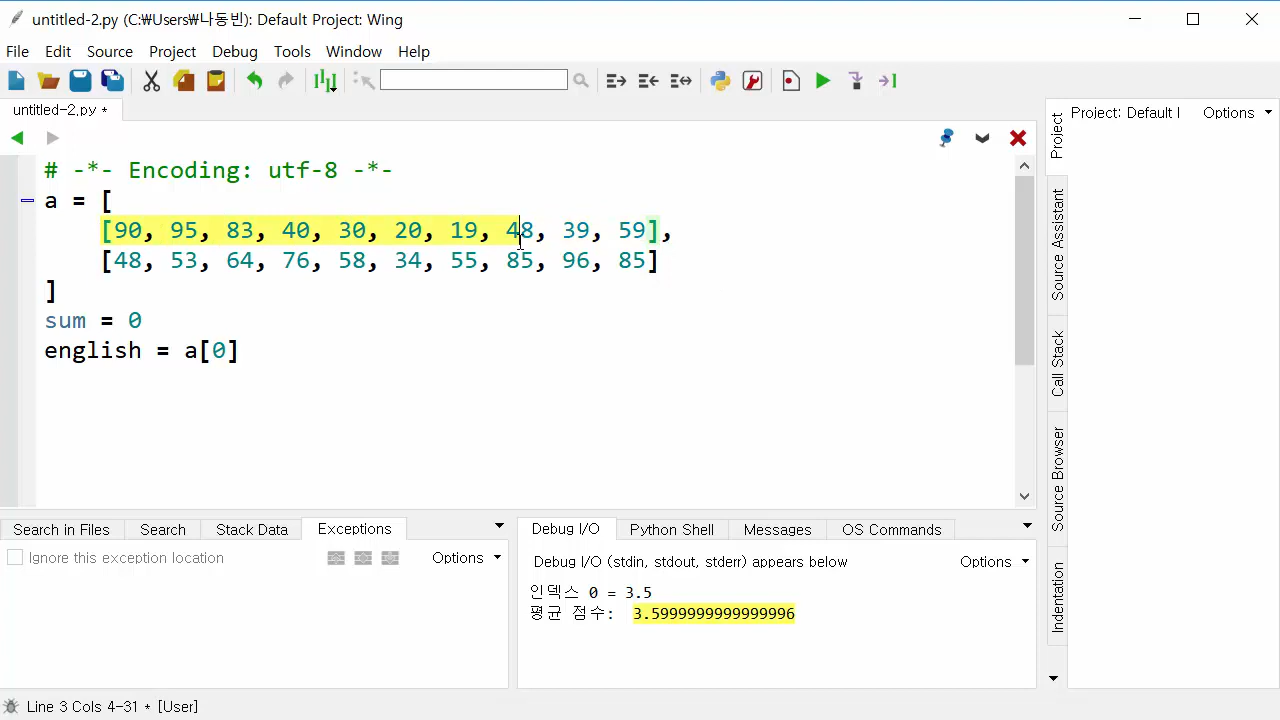 untitled-2.py (C:₩Users₩나동빈): Default Project: Wing
File Edit Source Project Debug Tools Window Help
untitled-2.py *
# -*- Encoding: utf-8 -*-
a = [
[90, 95, 83, 40, 30, 20, 19, 48, 39, 59],
[48, 53, 64, 76, 58, 34, 55, 85, 96, 85]
]
sum = 0
english = a[0]
Project: Default I Options
Project
Source Assistant
Call Stack
Source Browser
Indentation
Search in Files Search Stack Data Exceptions
Ignore this exception location Options
Debug I/O Python Shell Messages OS Commands
Debug I/O (stdin, stdout, stderr) appears below Options
인덱스 0 = 3.5
평균 점수: 3.5999999999999996
Line 3 Cols 4-31 * [User]